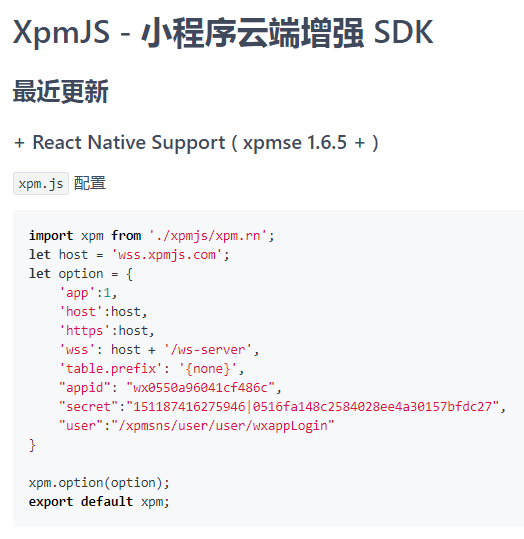 XpmJS - 小程序云端增强 SDK
最近更新
+ React Native Support ( xpmse 1.6.5 + )
xpm.js 配置
import xpm from './xpmjs/xpm.rn';
let host = 'wss.xpmjs.com';
let option = {
    'app':1,
    'host':host,
    'https':host,
    'wss': host + '/ws-server',
    'table.prefix': '{none}',
    "appid": "wx0550a96041cf486c",
    "secret":"151187416275946|0516fa148c2584028ee4a30157bfdc27",
    "user":"/xpmsns/user/user/wxappLogin"
}
xpm.option(option);
export default xpm;